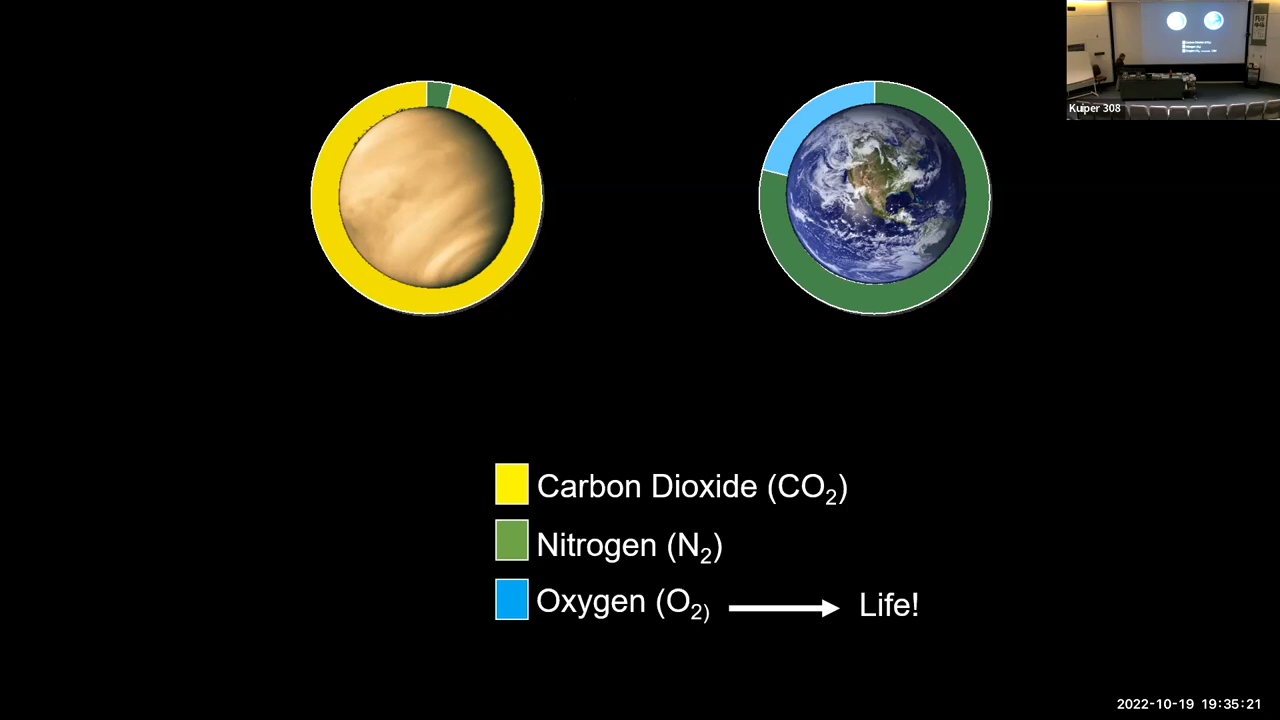 Kuiper 308
Carbon Dioxide (CO₂)
Nitrogen (N₂)
Oxygen (O₂₎ Life!
2022-10-19 19:35:21